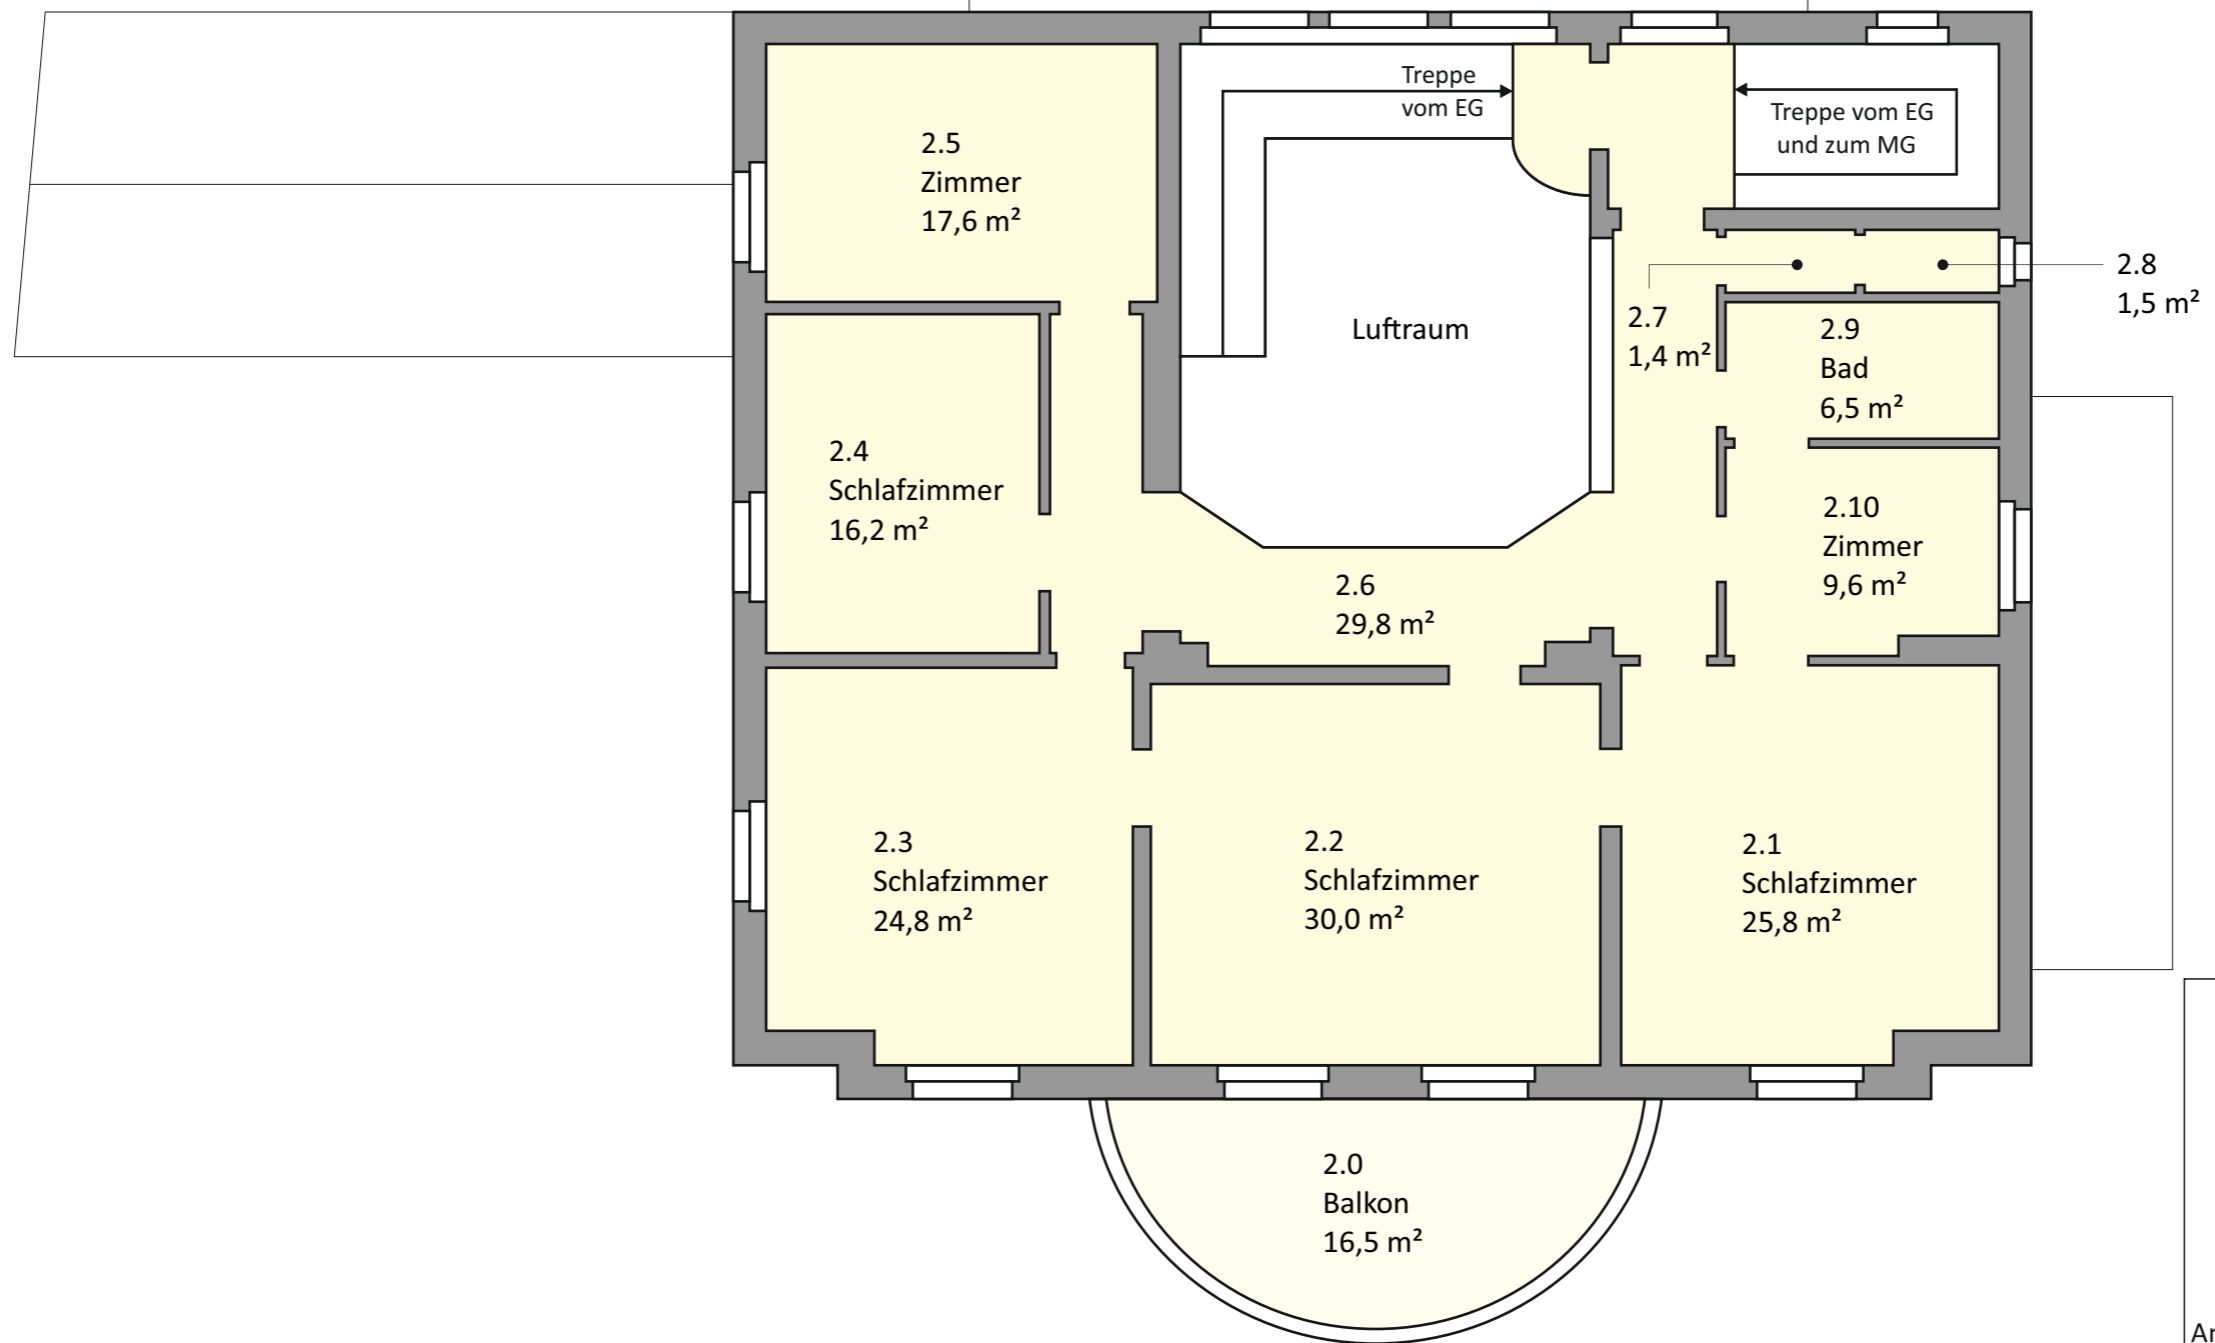 Treppe
vom EG
Treppe vom EG
und zum MG
2.5
Zimmer
17,6 m²
2.8
1,5 m²
2.7
1,4 m²
Luftraum
2.9
Bad
6,5 m²
2.4
Schlafzimmer
16,2 m²
2.10
Zimmer
9,6 m²
2.6
29,8 m²
2.3
Schlafzimmer
24,8 m²
2.2
Schlafzimmer
30,0 m²
2.1
Schlafzimmer
25,8 m²
2.0
Balkon
16,5 m²